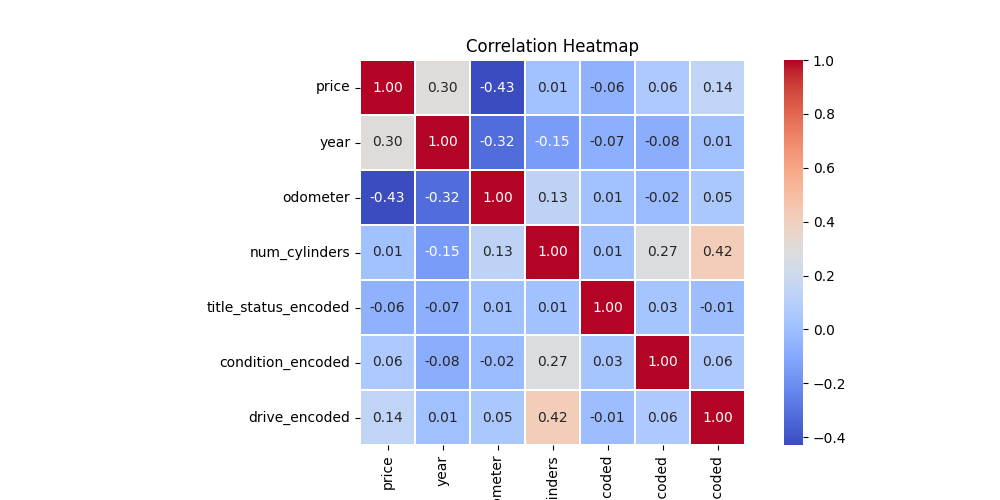 Correlation Heatmap
price 1.00 0.30 -0.43 0.01 -0.06 0.06 0.14
year 0.30 1.00 -0.32 -0.15 -0.07 -0.08 0.01
odometer -0.43 -0.32 1.00 0.13 0.01 -0.02 0.05
num_cylinders 0.01 -0.15 0.13 1.00 0.01 0.27 0.42
title_status_encoded -0.06 -0.07 0.01 0.01 1.00 0.03 -0.01
condition_encoded 0.06 -0.08 -0.02 0.27 0.03 1.00 0.06
drive_encoded 0.14 0.01 0.05 0.42 -0.01 0.06 1.00
price
year
ometer
inders
coded
coded
coded
1.0
0.8
0.6
0.4
0.2
0.0
−0.2
−0.4